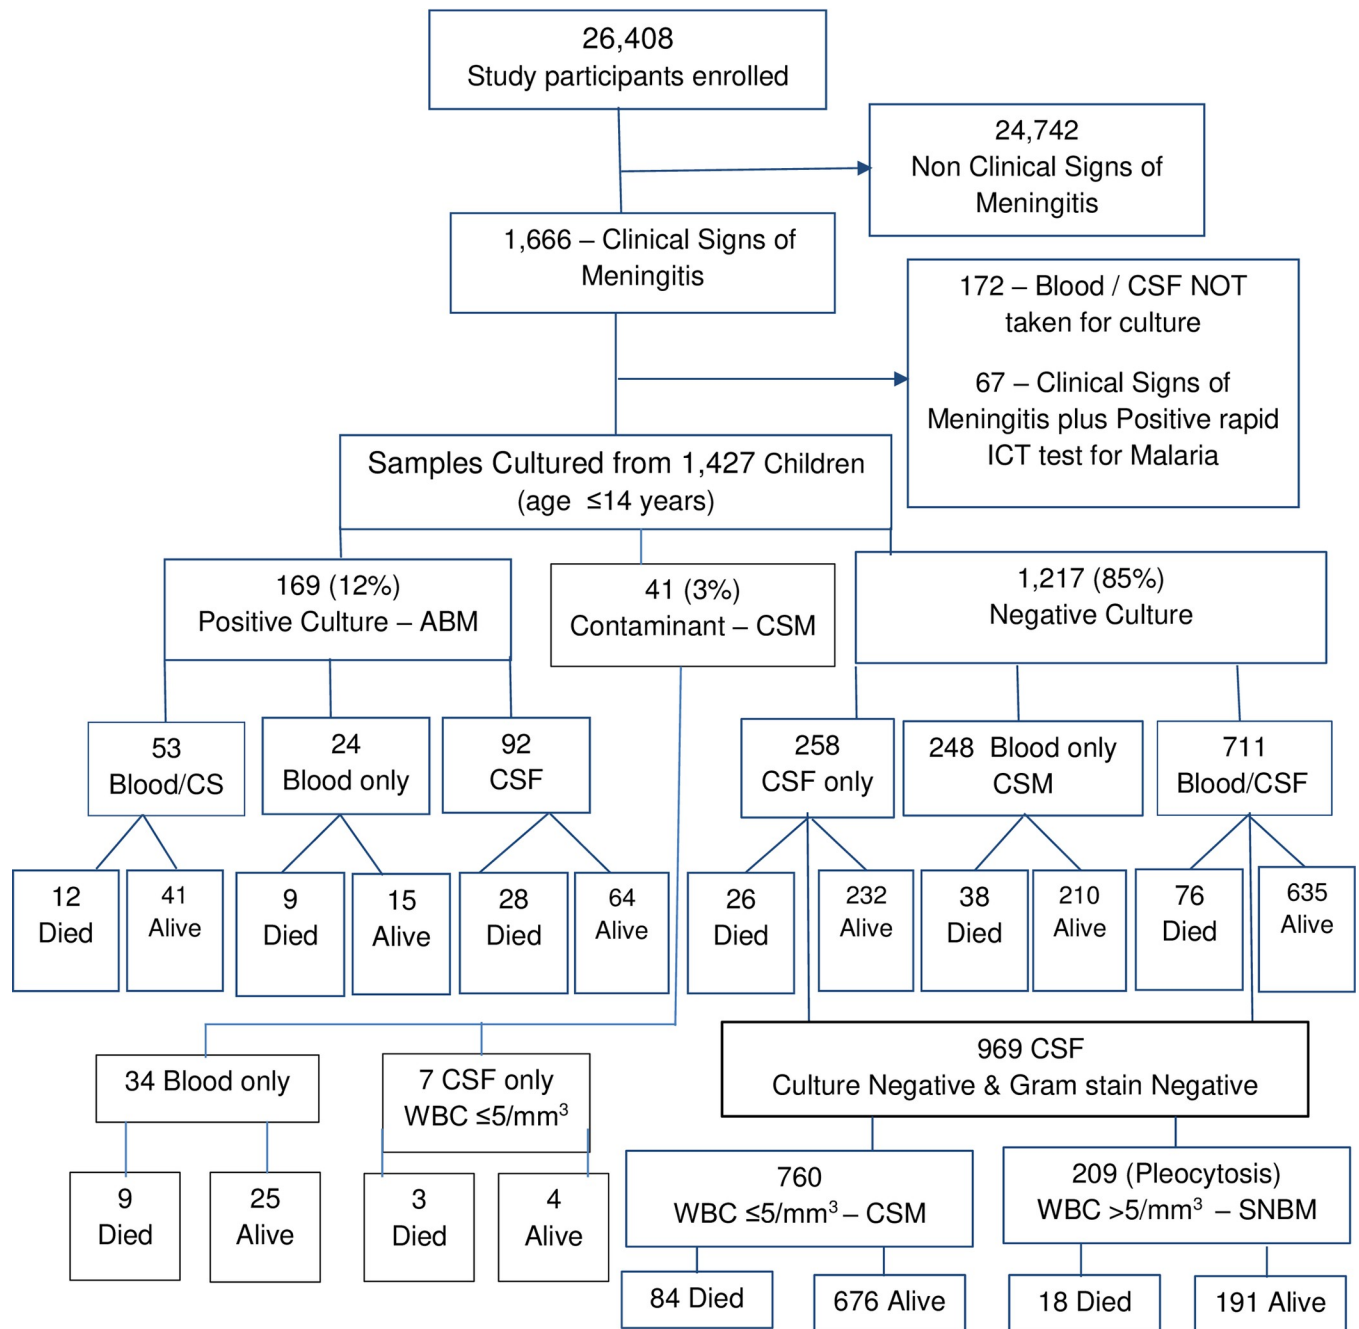 26,408
Study participants enrolled
24,742
Non Clinical Signs of
Meningitis
1,666 – Clinical Signs of
Meningitis
172 – Blood / CSF NOT
taken for culture
67 – Clinical Signs of
Meningitis plus Positive rapid
ICT test for Malaria
Samples Cultured from 1,427 Children
(age ≤14 years)
169 (12%)
Positive Culture – ABM
41 (3%)
Contaminant – CSM
1,217 (85%)
Negative Culture
53
Blood/CS
24
Blood only
92
CSF
258
CSF only
248 Blood only
CSM
711
Blood/CSF
12
Died
41
Alive
9
Died
15
Alive
28
Died
64
Alive
26
Died
232
Alive
38
Died
210
Alive
76
Died
635
Alive
34 Blood only
7 CSF only
WBC ≤5/mm³
969 CSF
Culture Negative & Gram stain Negative
9
Died
25
Alive
3
Died
4
Alive
760
WBC ≤5/mm³ – CSM
209 (Pleocytosis)
WBC >5/mm³ – SNBM
84 Died
676 Alive
18 Died
191 Alive